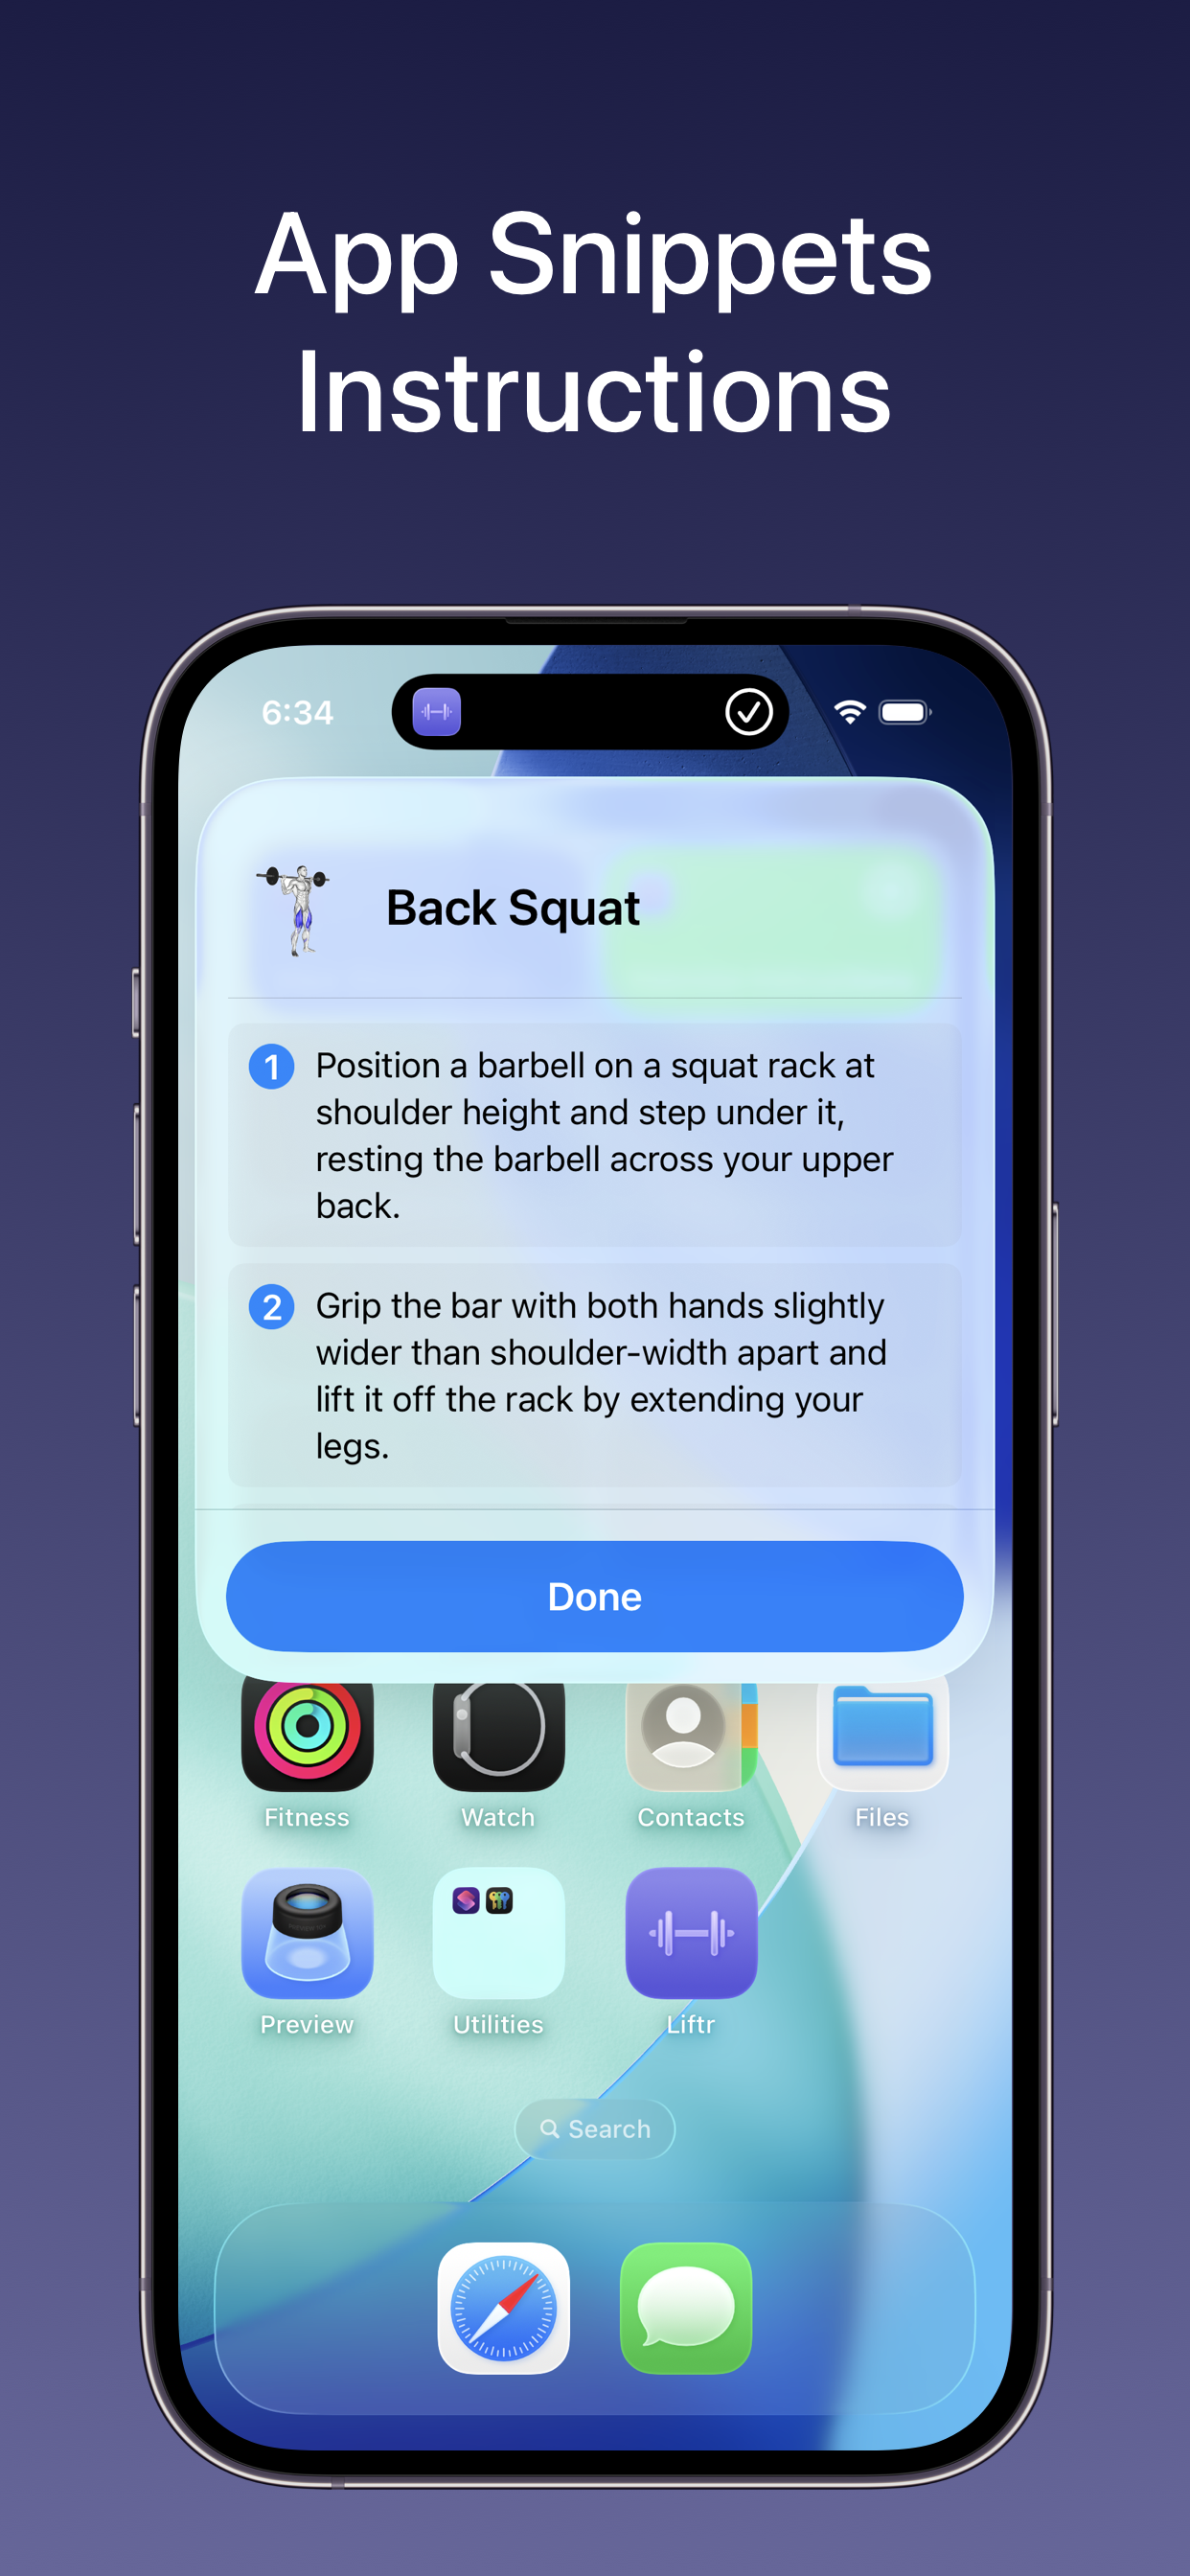 App Snippets
Instructions
6:34
Back Squat
1 Position a barbell on a squat rack at
shoulder height and step under it,
resting the barbell across your upper
back.
2 Grip the bar with both hands slightly
wider than shoulder-width apart and
lift it off the rack by extending your
legs.
Done
Fitness Watch Contacts Files
Preview Utilities Liftr
Search